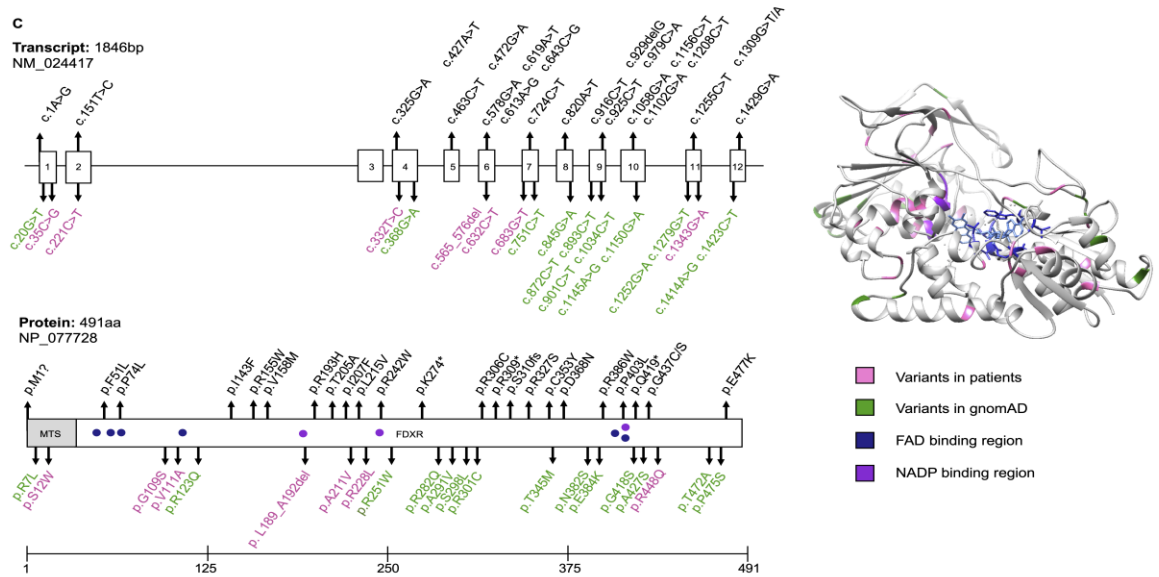 C
Transcript: 1846bp
NM_024417
c.1A>G
c.151T>C
c.325G>A
c.427A>T
c.463C>T
c.472G>A
c.578G>A
c.613A>G
c.619A>T
c.643C>G
c.724C>T
c.820A>T
c.916C>T
c.925C>T
c.929delG
c.979C>A
c.1058G>A
c.1102G>A
c.1156C>T
c.1208C>T
c.1255C>T
c.1309G>T/A
c.1429G>A
1 2 3 4 5 6 7 8 9 10 11 12
c.20G>T
c.35C>G
c.221C>T
c.332T>C
c.368G>A
c.565_576del
c.632C>T
c.683G>T
c.751C>T
c.845G>A
c.872C>T
c.893C>T
c.901C>T
c.1034C>T
c.1145A>G
c.1150G>A
c.1252G>A
c.1279G>T
c.1343G>A
c.1414A>G
c.1423C>T
Protein: 491aa
NP_077728
p.M1?
p.F51L
p.P74L
p.I143F
p.R155W
p.V158M
p.R193H
p.T205A
p.I207F
p.L215V
p.R242W
p.K274*
p.R306C
p.R309*
p.S310fs
p.R327S
p.C353Y
p.D368N
p.R386W
p.P403L
p.Q419*
p.G437C/S
p.E477K
MTS
FDXR
p.R7L
p.S12W
p.G109S
p.V111A
p.R123Q
p. L189_A192del
p.A211V
p.R228L
p.R251W
p.R282Q
p.A291V
p.S298L
p.R301C
p.T345M
p.N382S
p.E384K
p.G418S
p.A427S
p.R448Q
p.T472A
p.P475S
1 125 250 375 491
Variants in patients
Variants in gnomAD
FAD binding region
NADP binding region